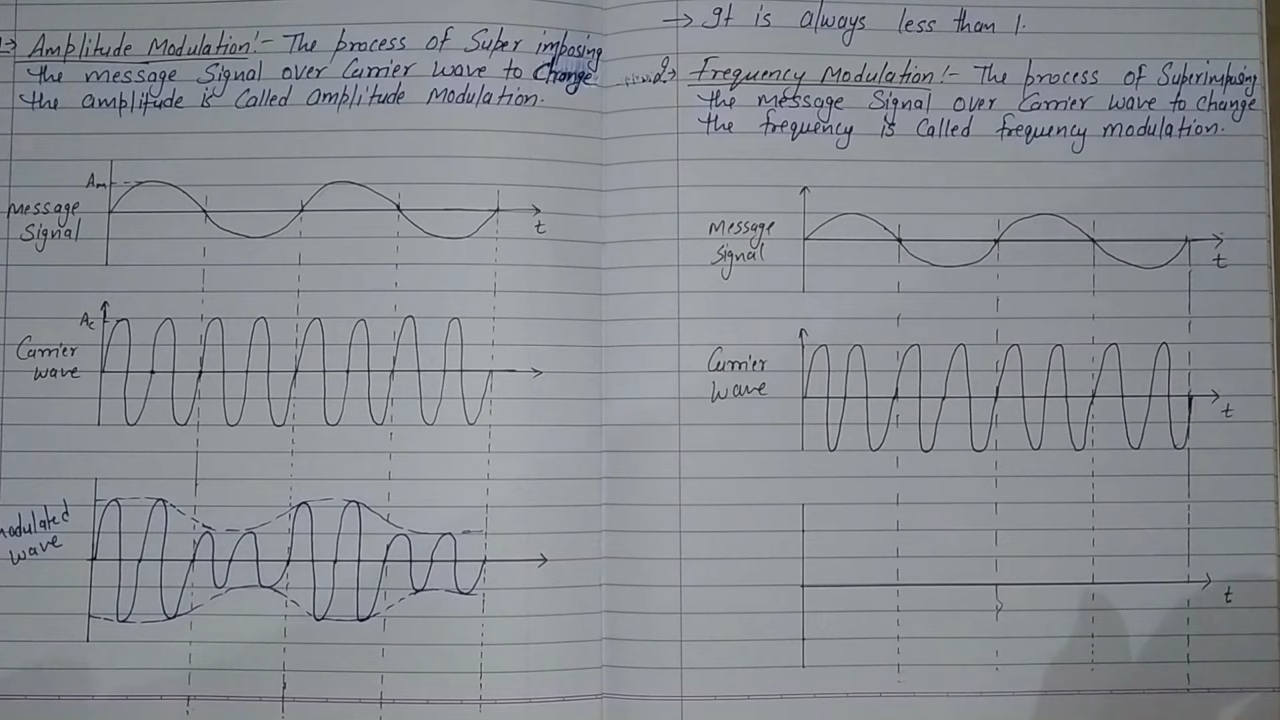 1→ Amplitude Modulation!- The process of Super imposing
the message Signal over Carrier wave to Change
the amplitude is Called amplitude Modulation.
Am
Message
Signal
t
Ac
Carrier
wave
modulated
wave
→ It is always less than 1.
2→ Frequency Modulation!- The process of Superimposing
the message Signal over Carrier wave to change
the frequency is Called frequency modulation.
Message
Signal
t
Carrier
wave
t
t